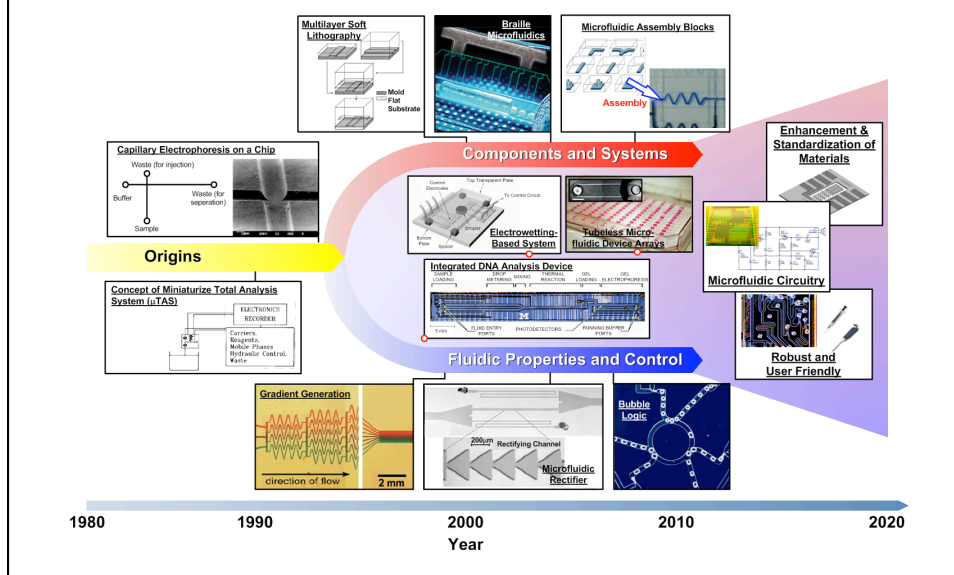 Multilayer Soft
Lithography
Mold
Flat
Substrate
Braille
Microfluidics
Microfluidic Assembly Blocks
Assembly
Enhancement &
Standardization of
Materials
Capillary Electrophoresis on a Chip
Waste (for injection)
Buffer
Waste (for
seperation)
Sample
Components and Systems
Control
Electrodes
Top Transparent Plate
To Control Circuit
Bottom
Plate
Droplet
Spacer
Electrowetting-
Based System
Tubeless Micro-
fluidic Device Arrays
Origins
Integrated DNA Analysis Device
SAMPLE
LOADING
DROP
METERING
MIXING
THERMAL
REACTION
GEL
LOADING
GEL
ELECTROPHORESIS
M
5 mm
FLUID ENTRY
PORTS
PHOTODETECTORS
RUNNING BUFFER
PORTS
Microfluidic Circuitry
Concept of Miniaturize Total Analysis
System (μTAS)
ELECTRONICS
RECORDER
Carriers,
Reagents,
Mobile Phases
Hydraulic Control,
Waste
Fluidic Properties and Control
Robust and
User Friendly
Gradient Generation
direction of flow
2 mm
200μm
Rectifying Channel
Microfluidic
Rectifier
Bubble
Logic
1980
1990
2000
2010
2020
Year